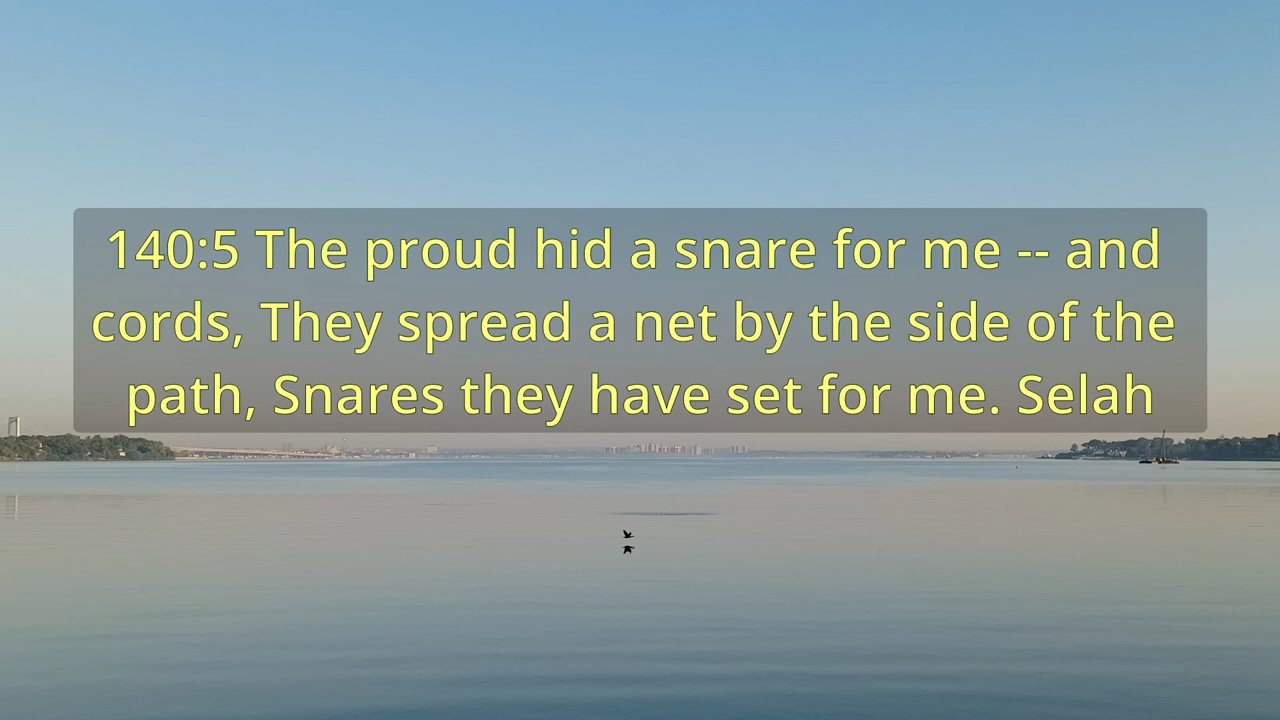 140:5 The proud hid a snare for me -- and
cords, They spread a net by the side of the
path, Snares they have set for me. Selah